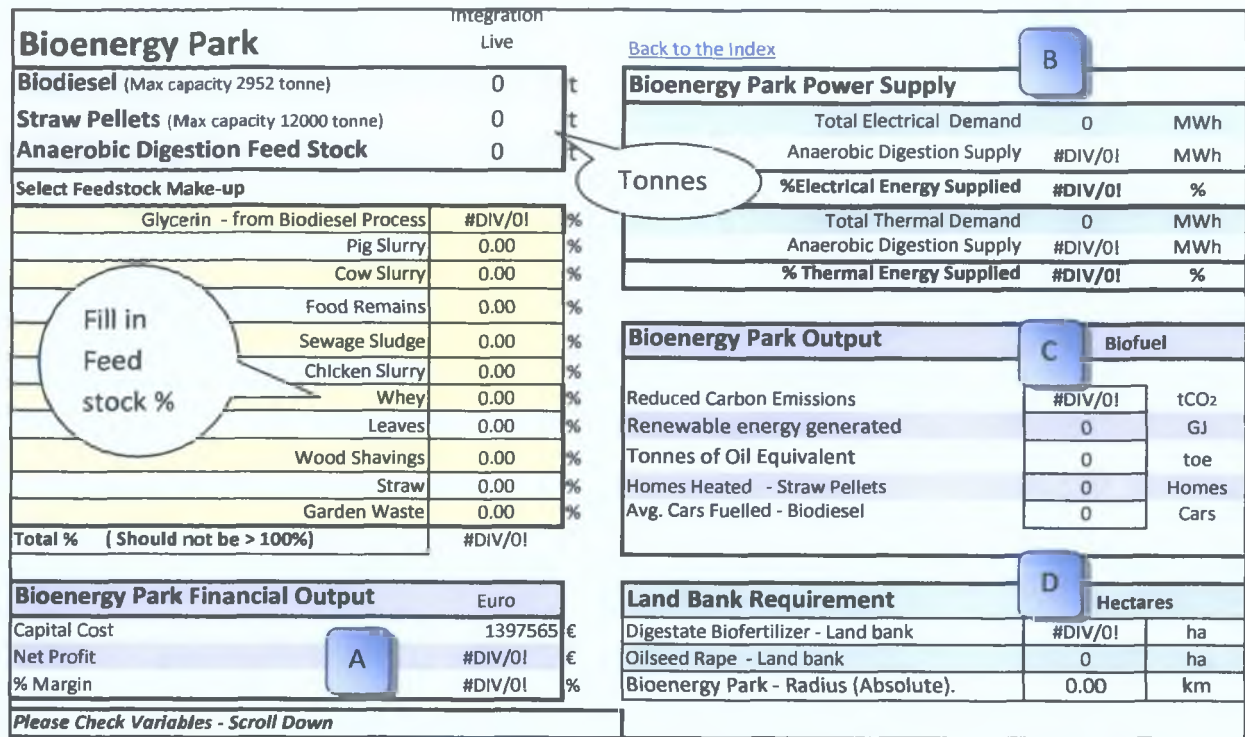 Integration
Bioenergy Park Live
Biodiesel (Max capacity 2952 tonne) 0 t
Straw Pellets (Max capacity 12000 tonne) 0 t
Anaerobic Digestion Feed Stock 0 t
Tonnes
Select Feedstock Make-up
Glycerin - from Biodiesel Process #DIV/0! %
Pig Slurry 0.00 %
Cow Slurry 0.00 %
Food Remains 0.00 %
Sewage Sludge 0.00 %
Chicken Slurry 0.00 %
Whey 0.00 %
Leaves 0.00 %
Wood Shavings 0.00 %
Straw 0.00 %
Garden Waste 0.00 %
Total % ( Should not be > 100%) #DIV/0!
Fill in
Feed
stock %
Bioenergy Park Financial Output Euro
Capital Cost 1397565 €
Net Profit #DIV/0! €
% Margin #DIV/0! %
A
Please Check Variables - Scroll Down
Back to the Index
B
Bioenergy Park Power Supply
Total Electrical Demand 0 MWh
Anaerobic Digestion Supply #DIV/0! MWh
%Electrical Energy Supplied #DIV/0! %
Total Thermal Demand 0 MWh
Anaerobic Digestion Supply #DIV/0! MWh
% Thermal Energy Supplied #DIV/0! %
Bioenergy Park Output C Biofuel
Reduced Carbon Emissions #DIV/0! tCO2
Renewable energy generated 0 GJ
Tonnes of Oil Equivalent 0 toe
Homes Heated - Straw Pellets 0 Homes
Avg. Cars Fuelled - Biodiesel 0 Cars
Land Bank Requirement D Hectares
Digestate Biofertilizer - Land bank #DIV/0! ha
Oilseed Rape - Land bank 0 ha
Bioenergy Park - Radius (Absolute). 0.00 km